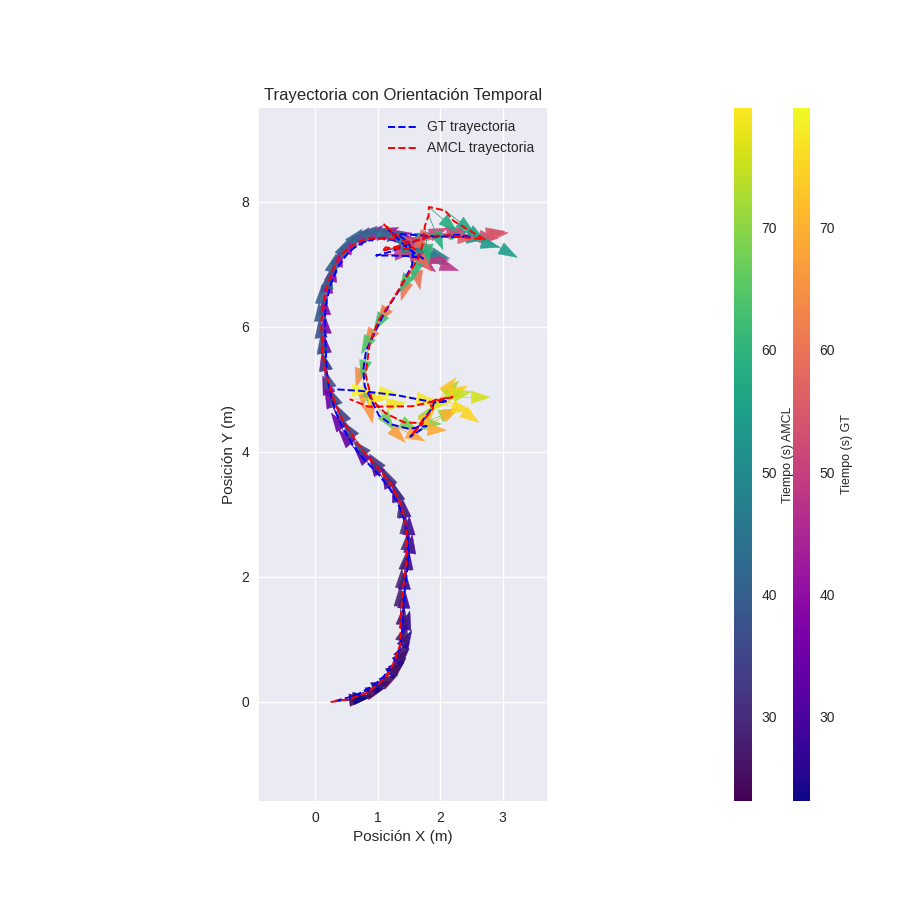 Trayectoria con Orientación Temporal
GT trayectoria
AMCL trayectoria
8
6
4
2
0
Posición Y (m)
0 1 2 3
Posición X (m)
70
60
50
40
30
Tiempo (s) AMCL
70
60
50
40
30
Tiempo (s) GT